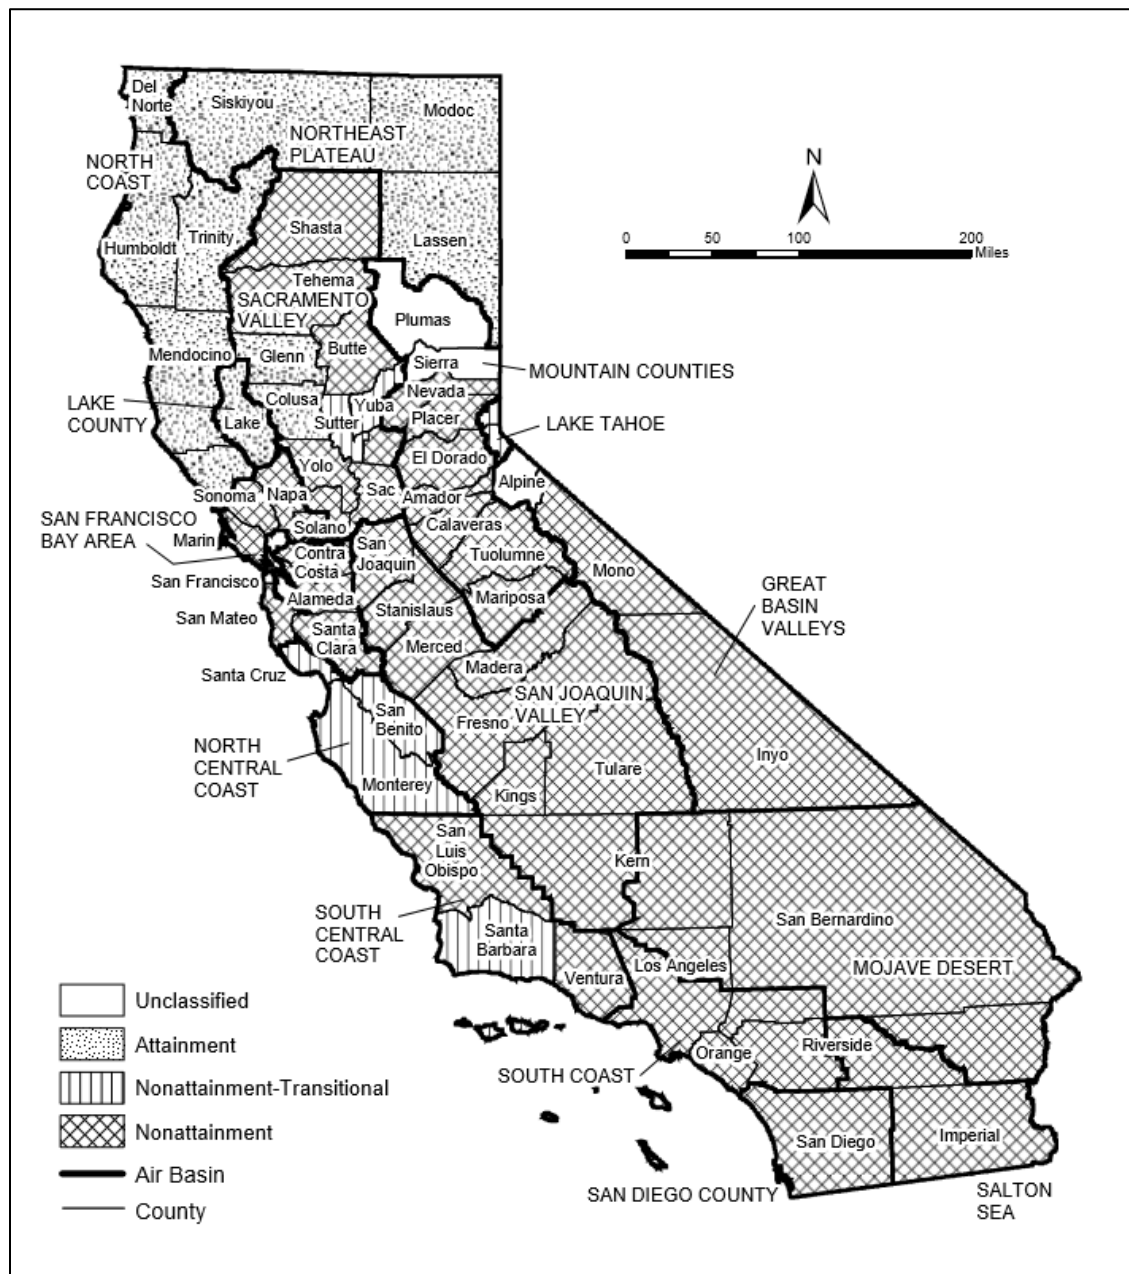 Del
Norte
Siskiyou
Modoc
NORTHEAST
PLATEAU
NORTH
COAST
N
0 50 100 200
Miles
Shasta
Trinity
Humboldt
Lassen
Tehema
SACRAMENTO
VALLEY
Plumas
Mendocino
Glenn
Butte
Sierra
MOUNTAIN COUNTIES
Nevada
Colusa
Yuba
LAKE
COUNTY
Lake
Sutter
Placer
LAKE TAHOE
Yolo
El Dorado
Alpine
Sonoma
Napa
Sac
Amador
SAN FRANCISCO
BAY AREA
Marin
Solano
Calaveras
San
Joaquin
Contra
Costa
Tuolumne
Mono
San Francisco
GREAT
BASIN
VALLEYS
Alameda
Stanislaus
Mariposa
San Mateo
Santa
Clara
Merced
Santa Cruz
Madera
SAN JOAQUIN
VALLEY
San
Benito
Fresno
NORTH
CENTRAL
COAST
Inyo
Tulare
Monterey
Kings
San
Luis
Obispo
Kern
SOUTH
CENTRAL
COAST
Santa
Barbara
San Bernardino
Ventura
Los Angeles
MOJAVE DESERT
Unclassified
Attainment
Orange
Riverside
SOUTH COAST
Nonattainment-Transitional
Nonattainment
San Diego
Imperial
Air Basin
SAN DIEGO COUNTY
SALTON
SEA
County